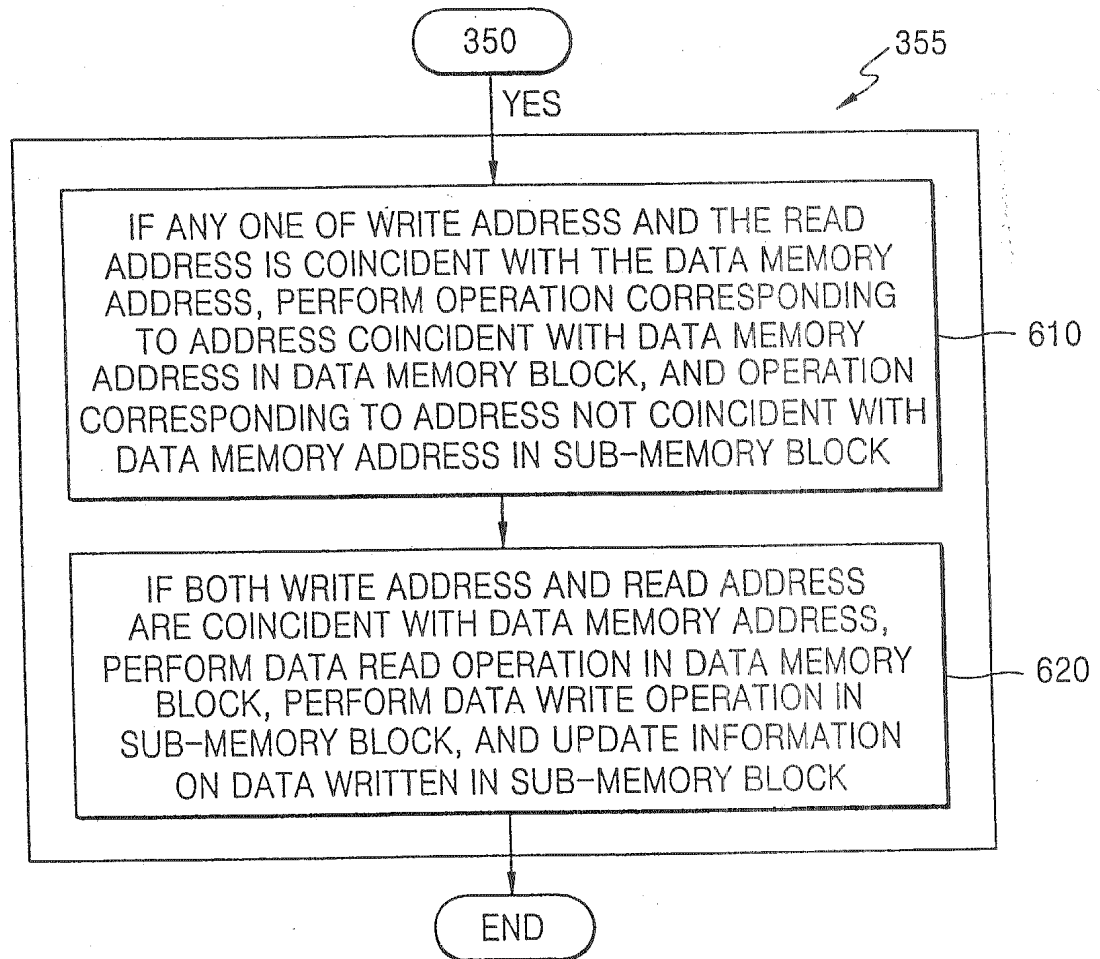 350
355
YES
IF ANY ONE OF WRITE ADDRESS AND THE READ
ADDRESS IS COINCIDENT WITH THE DATA MEMORY
ADDRESS, PERFORM OPERATION CORRESPONDING
TO ADDRESS COINCIDENT WITH DATA MEMORY
ADDRESS IN DATA MEMORY BLOCK, AND OPERATION
CORRESPONDING TO ADDRESS NOT COINCIDENT WITH
DATA MEMORY ADDRESS IN SUB-MEMORY BLOCK
610
IF BOTH WRITE ADDRESS AND READ ADDRESS
ARE COINCIDENT WITH DATA MEMORY ADDRESS,
PERFORM DATA READ OPERATION IN DATA MEMORY
BLOCK, PERFORM DATA WRITE OPERATION IN
SUB-MEMORY BLOCK, AND UPDATE INFORMATION
ON DATA WRITTEN IN SUB-MEMORY BLOCK
620
END